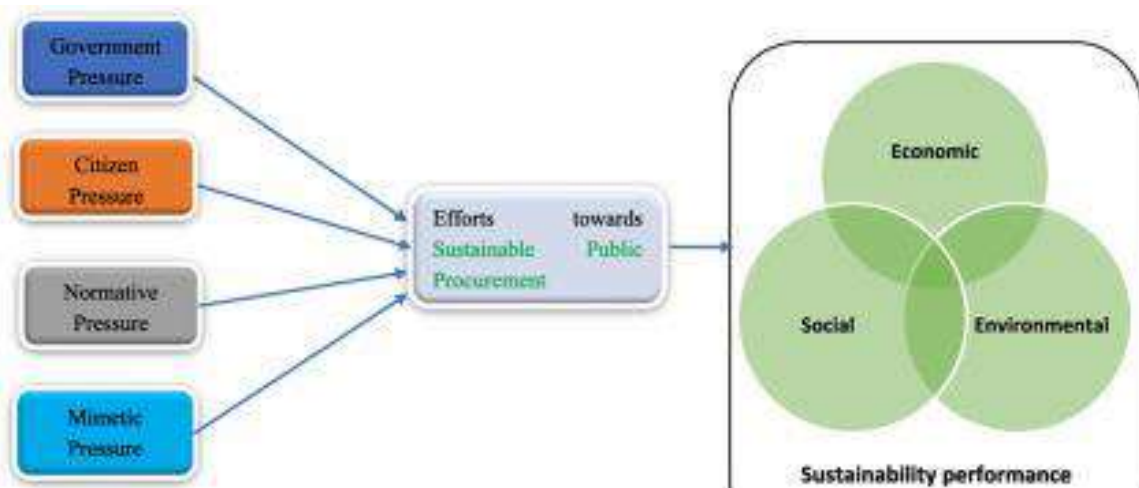 Government
Pressure
Citizen
Pressure
Normative
Pressure
Mimetic
Pressure
Efforts towards
Sustainable Public
Procurement
Economic
Social
Environmental
Sustainability performance